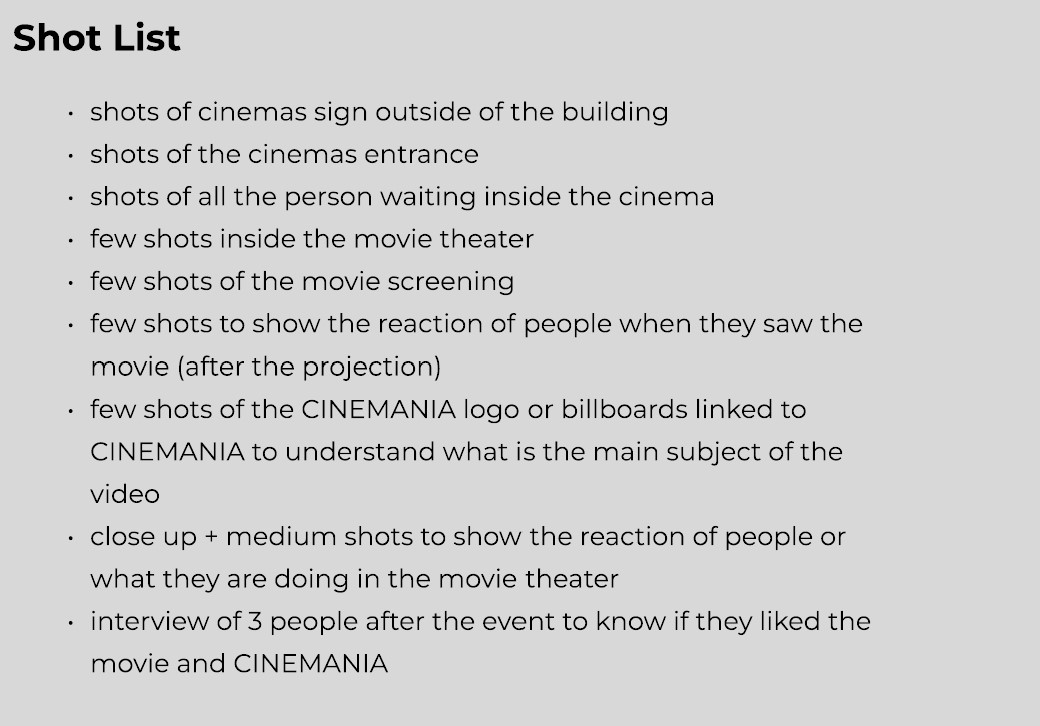 Shot List
• shots of cinemas sign outside of the building
• shots of the cinemas entrance
• shots of all the person waiting inside the cinema
• few shots inside the movie theater
• few shots of the movie screening
• few shots to show the reaction of people when they saw the
movie (after the projection)
• few shots of the CINEMANIA logo or billboards linked to
CINEMANIA to understand what is the main subject of the
video
• close up + medium shots to show the reaction of people or
what they are doing in the movie theater
• interview of 3 people after the event to know if they liked the
movie and CINEMANIA